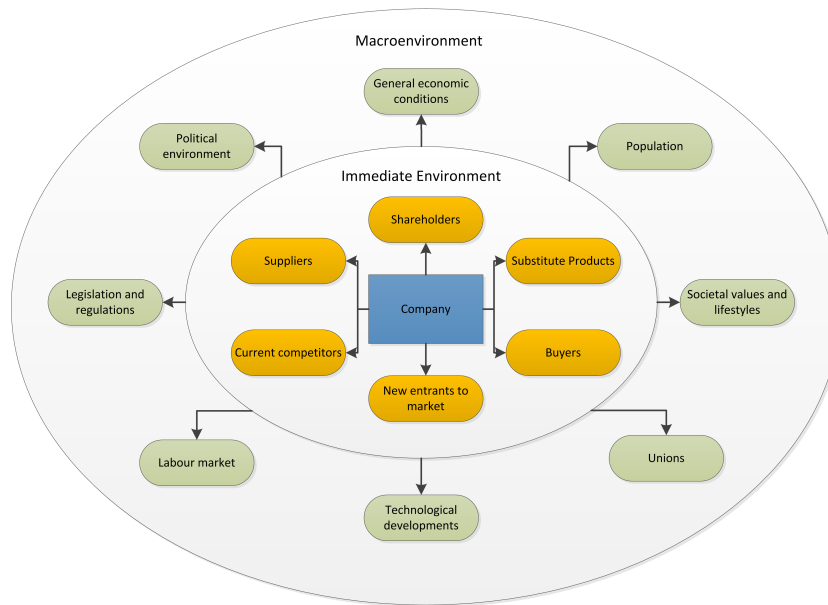 Macroenvironment
General economic
conditions
Political
environment
Population
Immediate Environment
Shareholders
Suppliers
Substitute Products
Legislation and
regulations
Company
Societal values and
lifestyles
Current competitors
Buyers
New entrants to
market
Labour market
Unions
Technological
developments